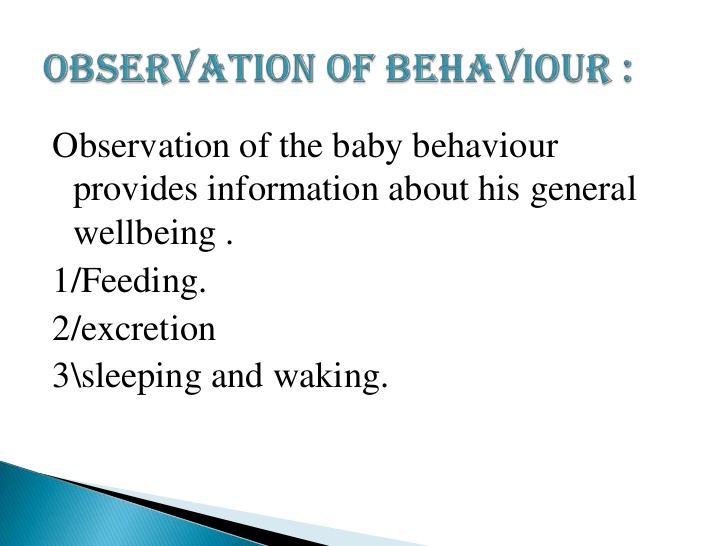 OBSERVATION OF BEHAVIOUR :
Observation of the baby behaviour
provides information about his general
wellbeing .
1/Feeding.
2/excretion
3\sleeping and waking.